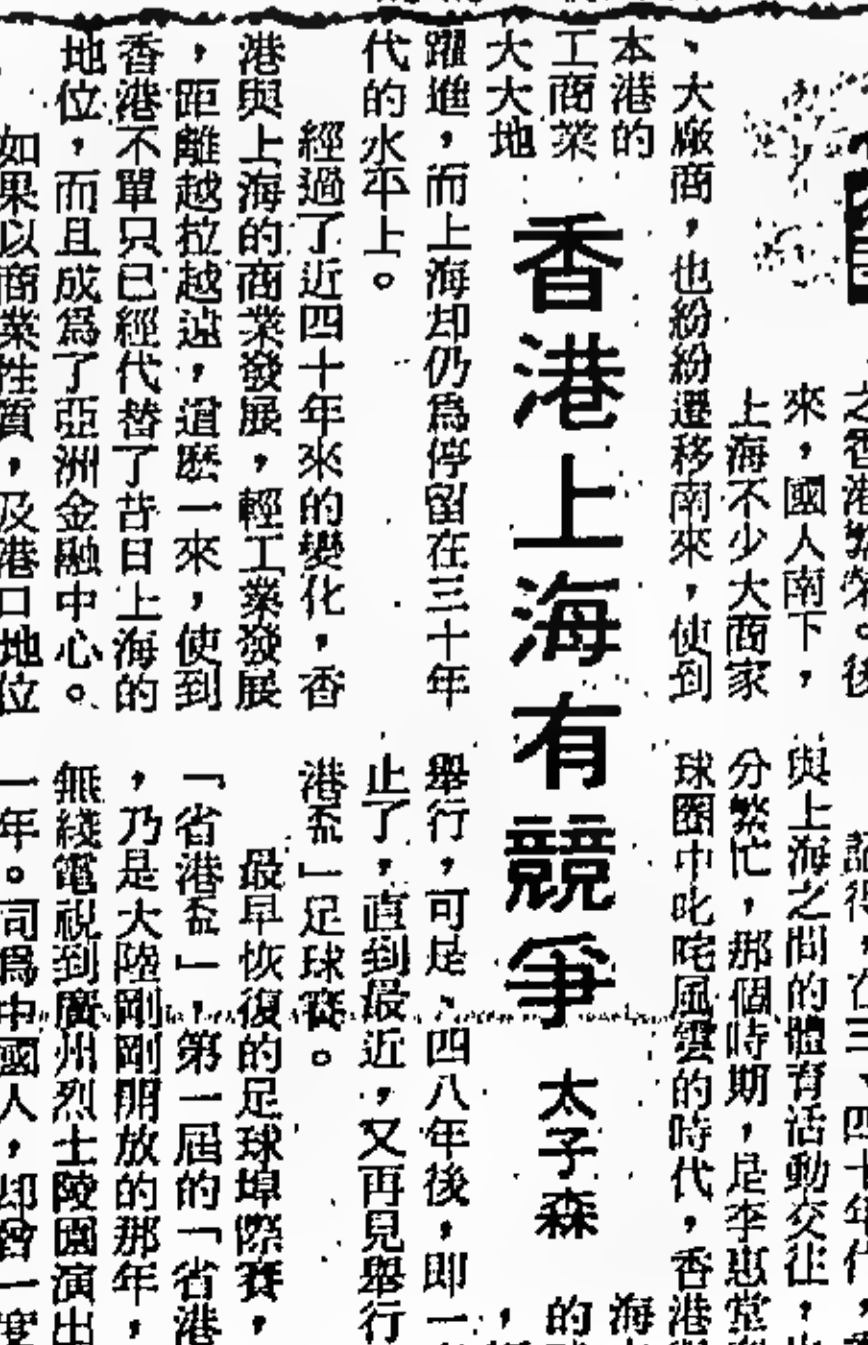 香港上海有競爭
太子森
來，國人南下，
上海不少大商家
、大廠商，也紛紛遷移南來，使到
本港的
工商業
大大地
躍進，而上海却仍爲停留在三十年
代的水平上。
經過了近四十年來的變化，香
港與上海的商業發展，輕工業發展
，距離越拉越遠，這麽一來，使到
香港不單只已經代替了昔日上海的
地位，而且成爲了亞洲金融中心。
如果以商業性質，及港口地位
與上海之間的體育活動交往，
分繁忙，那個時期，是李惠堂
球圈中叱咤風雲的時代，香港
海
的
舉行，可是、四八年後，即一
止了，直到最近，又再見舉行
港盃」足球賽。
最早恢復的足球埠際賽，
「省港盃」，第一屆的「省港
，乃是大陸剛剛開放的那年，
無綫電視到廣州烈士陵園演出
一年。同爲中國人，却曾一度